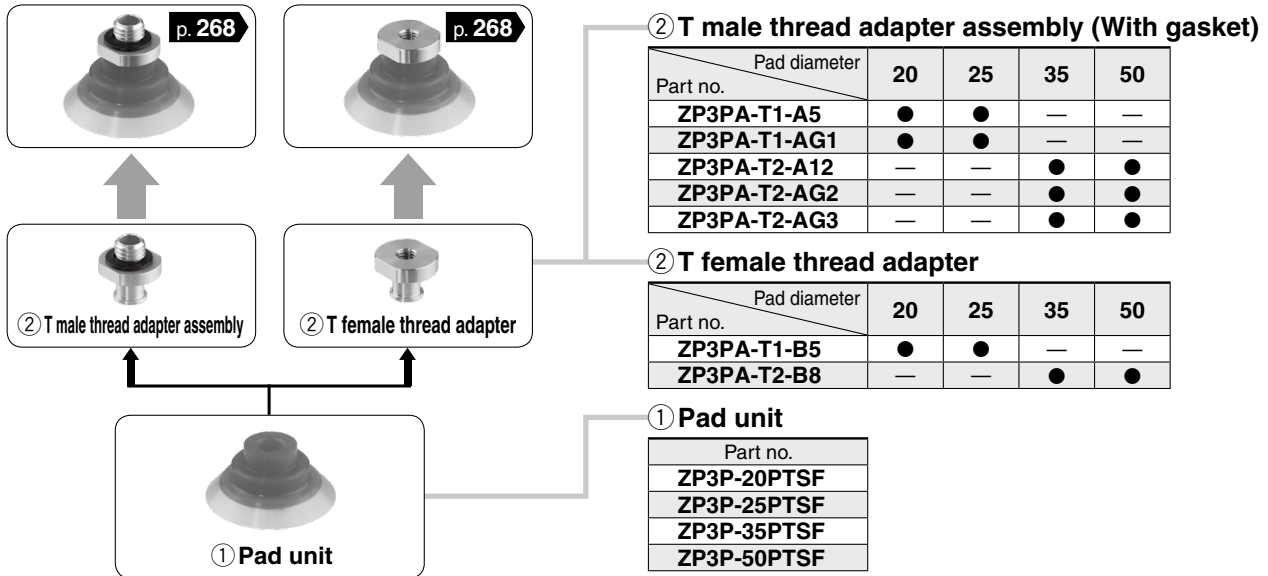 p. 268
p. 268
② T male thread adapter assembly
② T female thread adapter
① Pad unit
② T male thread adapter assembly (With gasket)
Pad diameter
Part no. 20 25 35 50
ZP3PA-T1-A5 ● ● — —
ZP3PA-T1-AG1 ● ● — —
ZP3PA-T2-A12 — — ● ●
ZP3PA-T2-AG2 — — ● ●
ZP3PA-T2-AG3 — — ● ●
② T female thread adapter
Pad diameter
Part no. 20 25 35 50
ZP3PA-T1-B5 ● ● — —
ZP3PA-T2-B8 — — ● ●
① Pad unit
Part no.
ZP3P-20PTSF
ZP3P-25PTSF
ZP3P-35PTSF
ZP3P-50PTSF